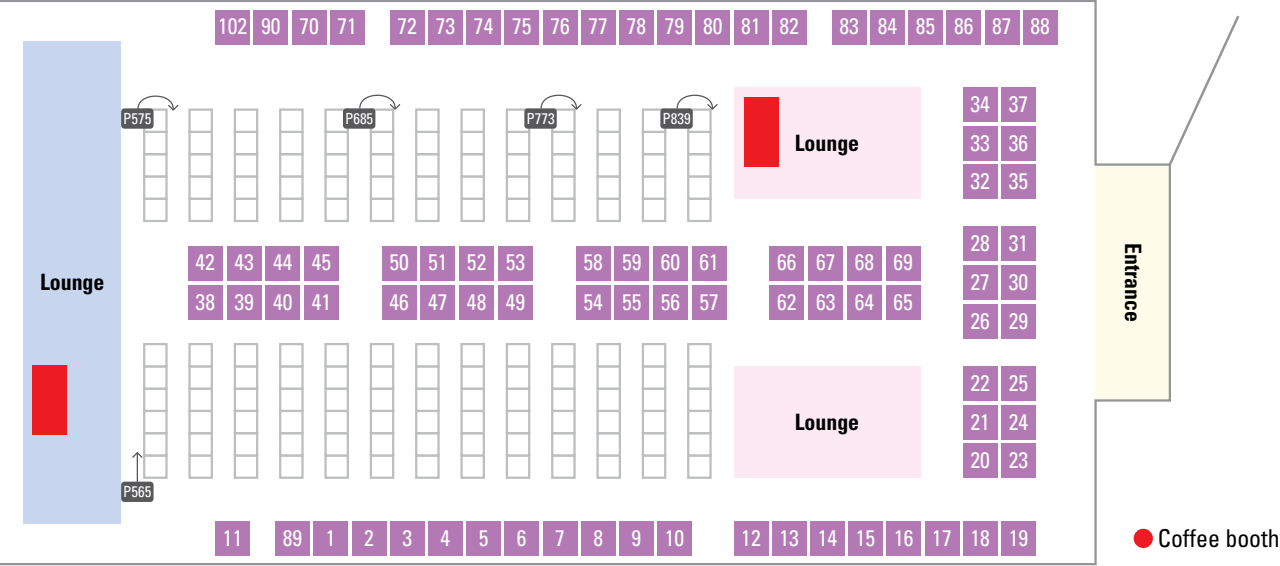 102 90 70 71 72 73 74 75 76 77 78 79 80 81 82 83 84 85 86 87 88
P575 P685 P773 P839
34 37
Lounge 33 36
32 35
28 31
42 43 44 45 50 51 52 53 58 59 60 61 66 67 68 69
Lounge 27 30 Entrance
38 39 40 41 46 47 48 49 54 55 56 57 62 63 64 65
26 29
22 25
Lounge 21 24
20 23
P565
11 89 1 2 3 4 5 6 7 8 9 10 12 13 14 15 16 17 18 19
Coffee booth